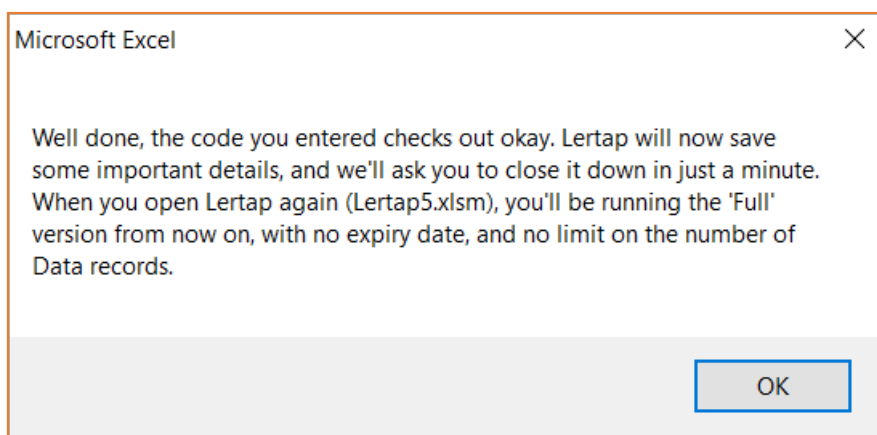 Microsoft Excel
Well done, the code you entered checks out okay. Lertap will now save
some important details, and we'll ask you to close it down in just a minute.
When you open Lertap again (Lertap5.xlsm), you'll be running the 'Full'
version from now on, with no expiry date, and no limit on the number of
Data records.
OK